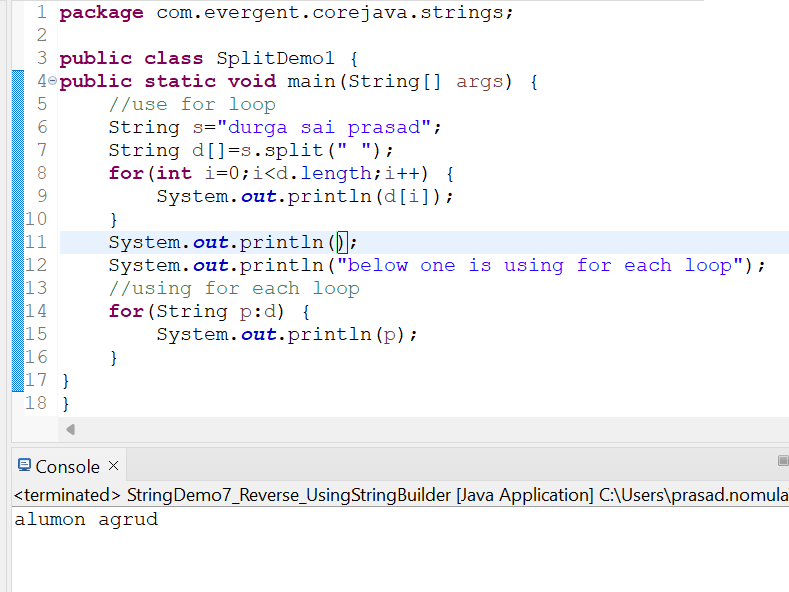 1 package com.evergent.corejava.strings;
2
3 public class SplitDemo1 {
4 public static void main(String[] args) {
5 //use for loop
6 String s="durga sai prasad";
7 String d[]=s.split(" ");
8 for(int i=0;i<d.length;i++) {
9 System.out.println(d[i]);
10 }
11 System.out.println();
12 System.out.println("below one is using for each loop");
13 //using for each loop
14 for(String p:d) {
15 System.out.println(p);
16 }
17 }
18 }
Console ×
<terminated> StringDemo7_Reverse_UsingStringBuilder [Java Application] C:\Users\prasad.nomula
alumon agrud